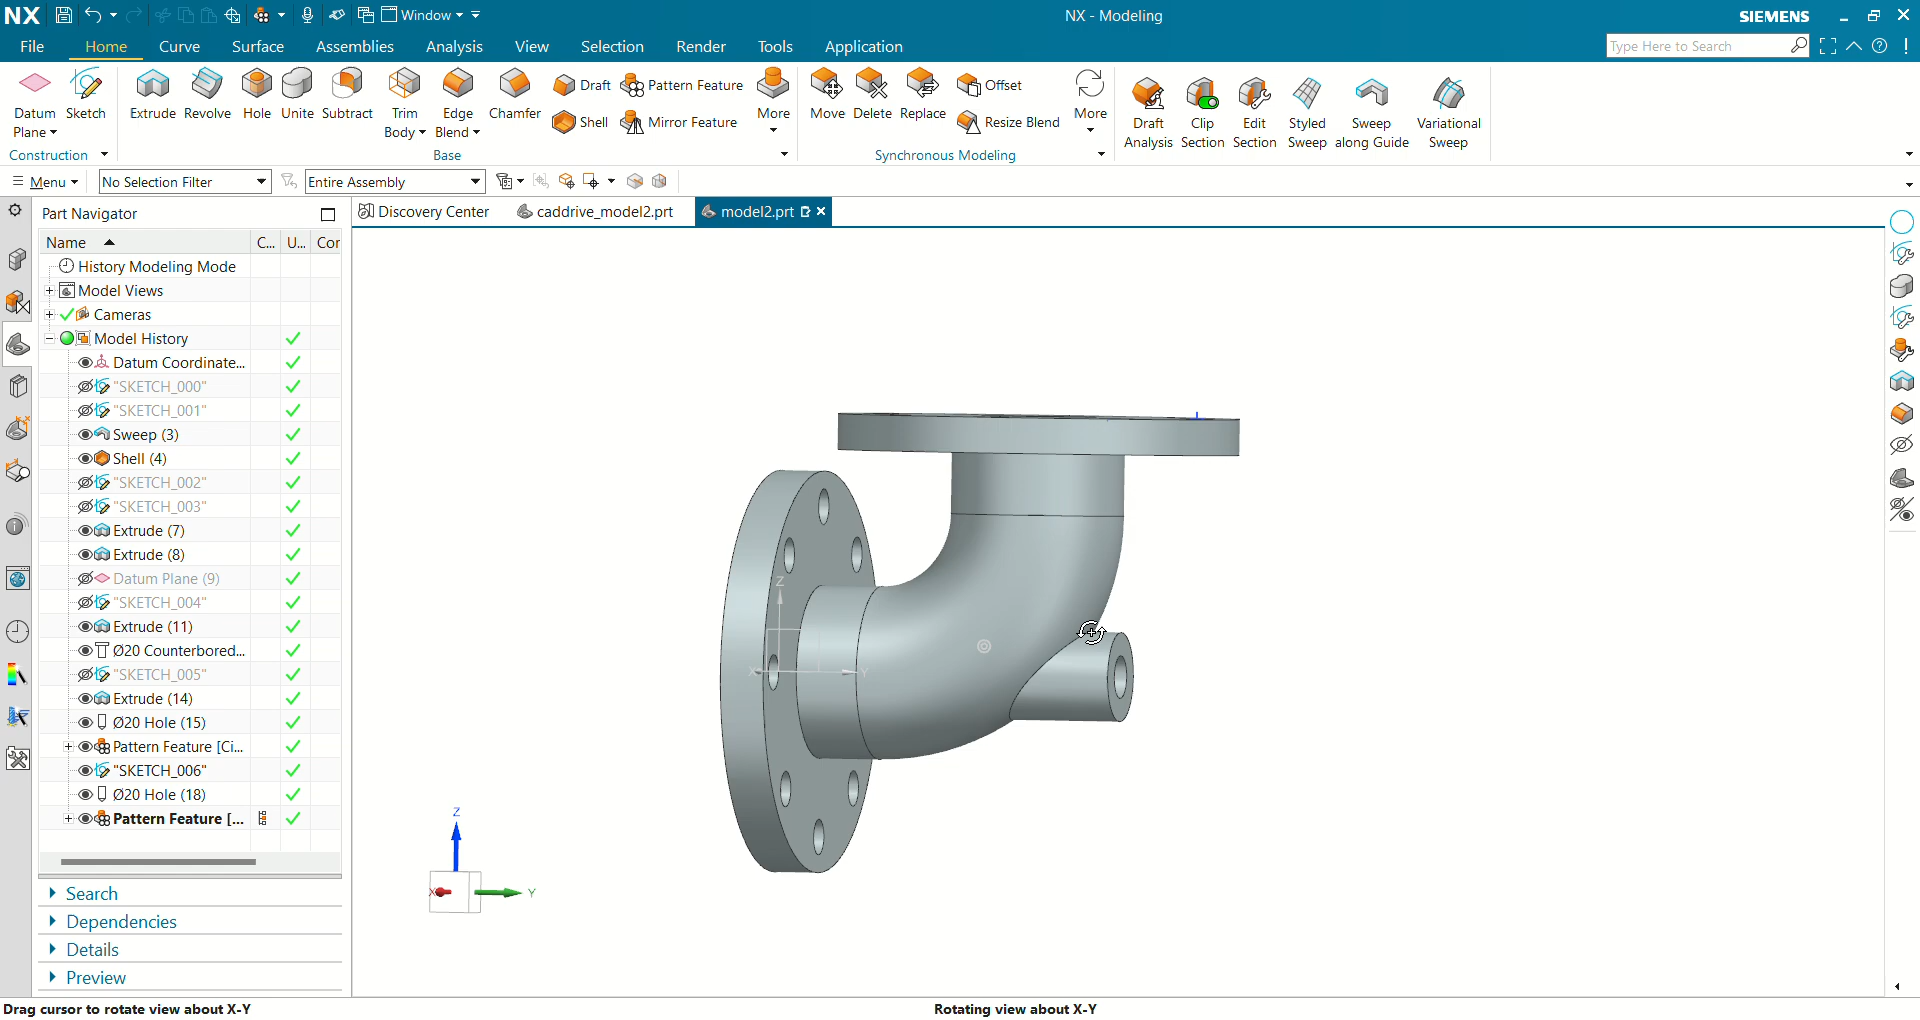 NX Window NX - Modeling SIEMENS
File Home Curve Surface Assemblies Analysis View Selection Render Tools Application Type Here to Search
Datum Plane
Sketch
Extrude
Revolve
Hole
Unite
Subtract
Trim Body
Edge Blend
Chamfer
Draft
Shell
Pattern Feature
Mirror Feature
More
Move
Delete
Replace
Offset
Resize Blend
More
Draft Analysis
Clip Section
Edit Section
Styled Sweep
Sweep along Guide
Variational Sweep
Construction Base Synchronous Modeling
Menu No Selection Filter Entire Assembly
Part Navigator
Discovery Center caddrive_model2.prt model2.prt
Name C... U... Cor
History Modeling Mode
Model Views
Cameras
Model History
Datum Coordinate...
"SKETCH_000"
"SKETCH_001"
Sweep (3)
Shell (4)
"SKETCH_002"
"SKETCH_003"
Extrude (7)
Extrude (8)
Datum Plane (9)
"SKETCH_004"
Extrude (11)
Ø20 Counterbored...
"SKETCH_005"
Extrude (14)
Ø20 Hole (15)
Pattern Feature [Ci...
"SKETCH_006"
Ø20 Hole (18)
Pattern Feature [...
Search
Dependencies
Details
Preview
Z
X Y
Z
X Y
Drag cursor to rotate view about X-Y Rotating view about X-Y